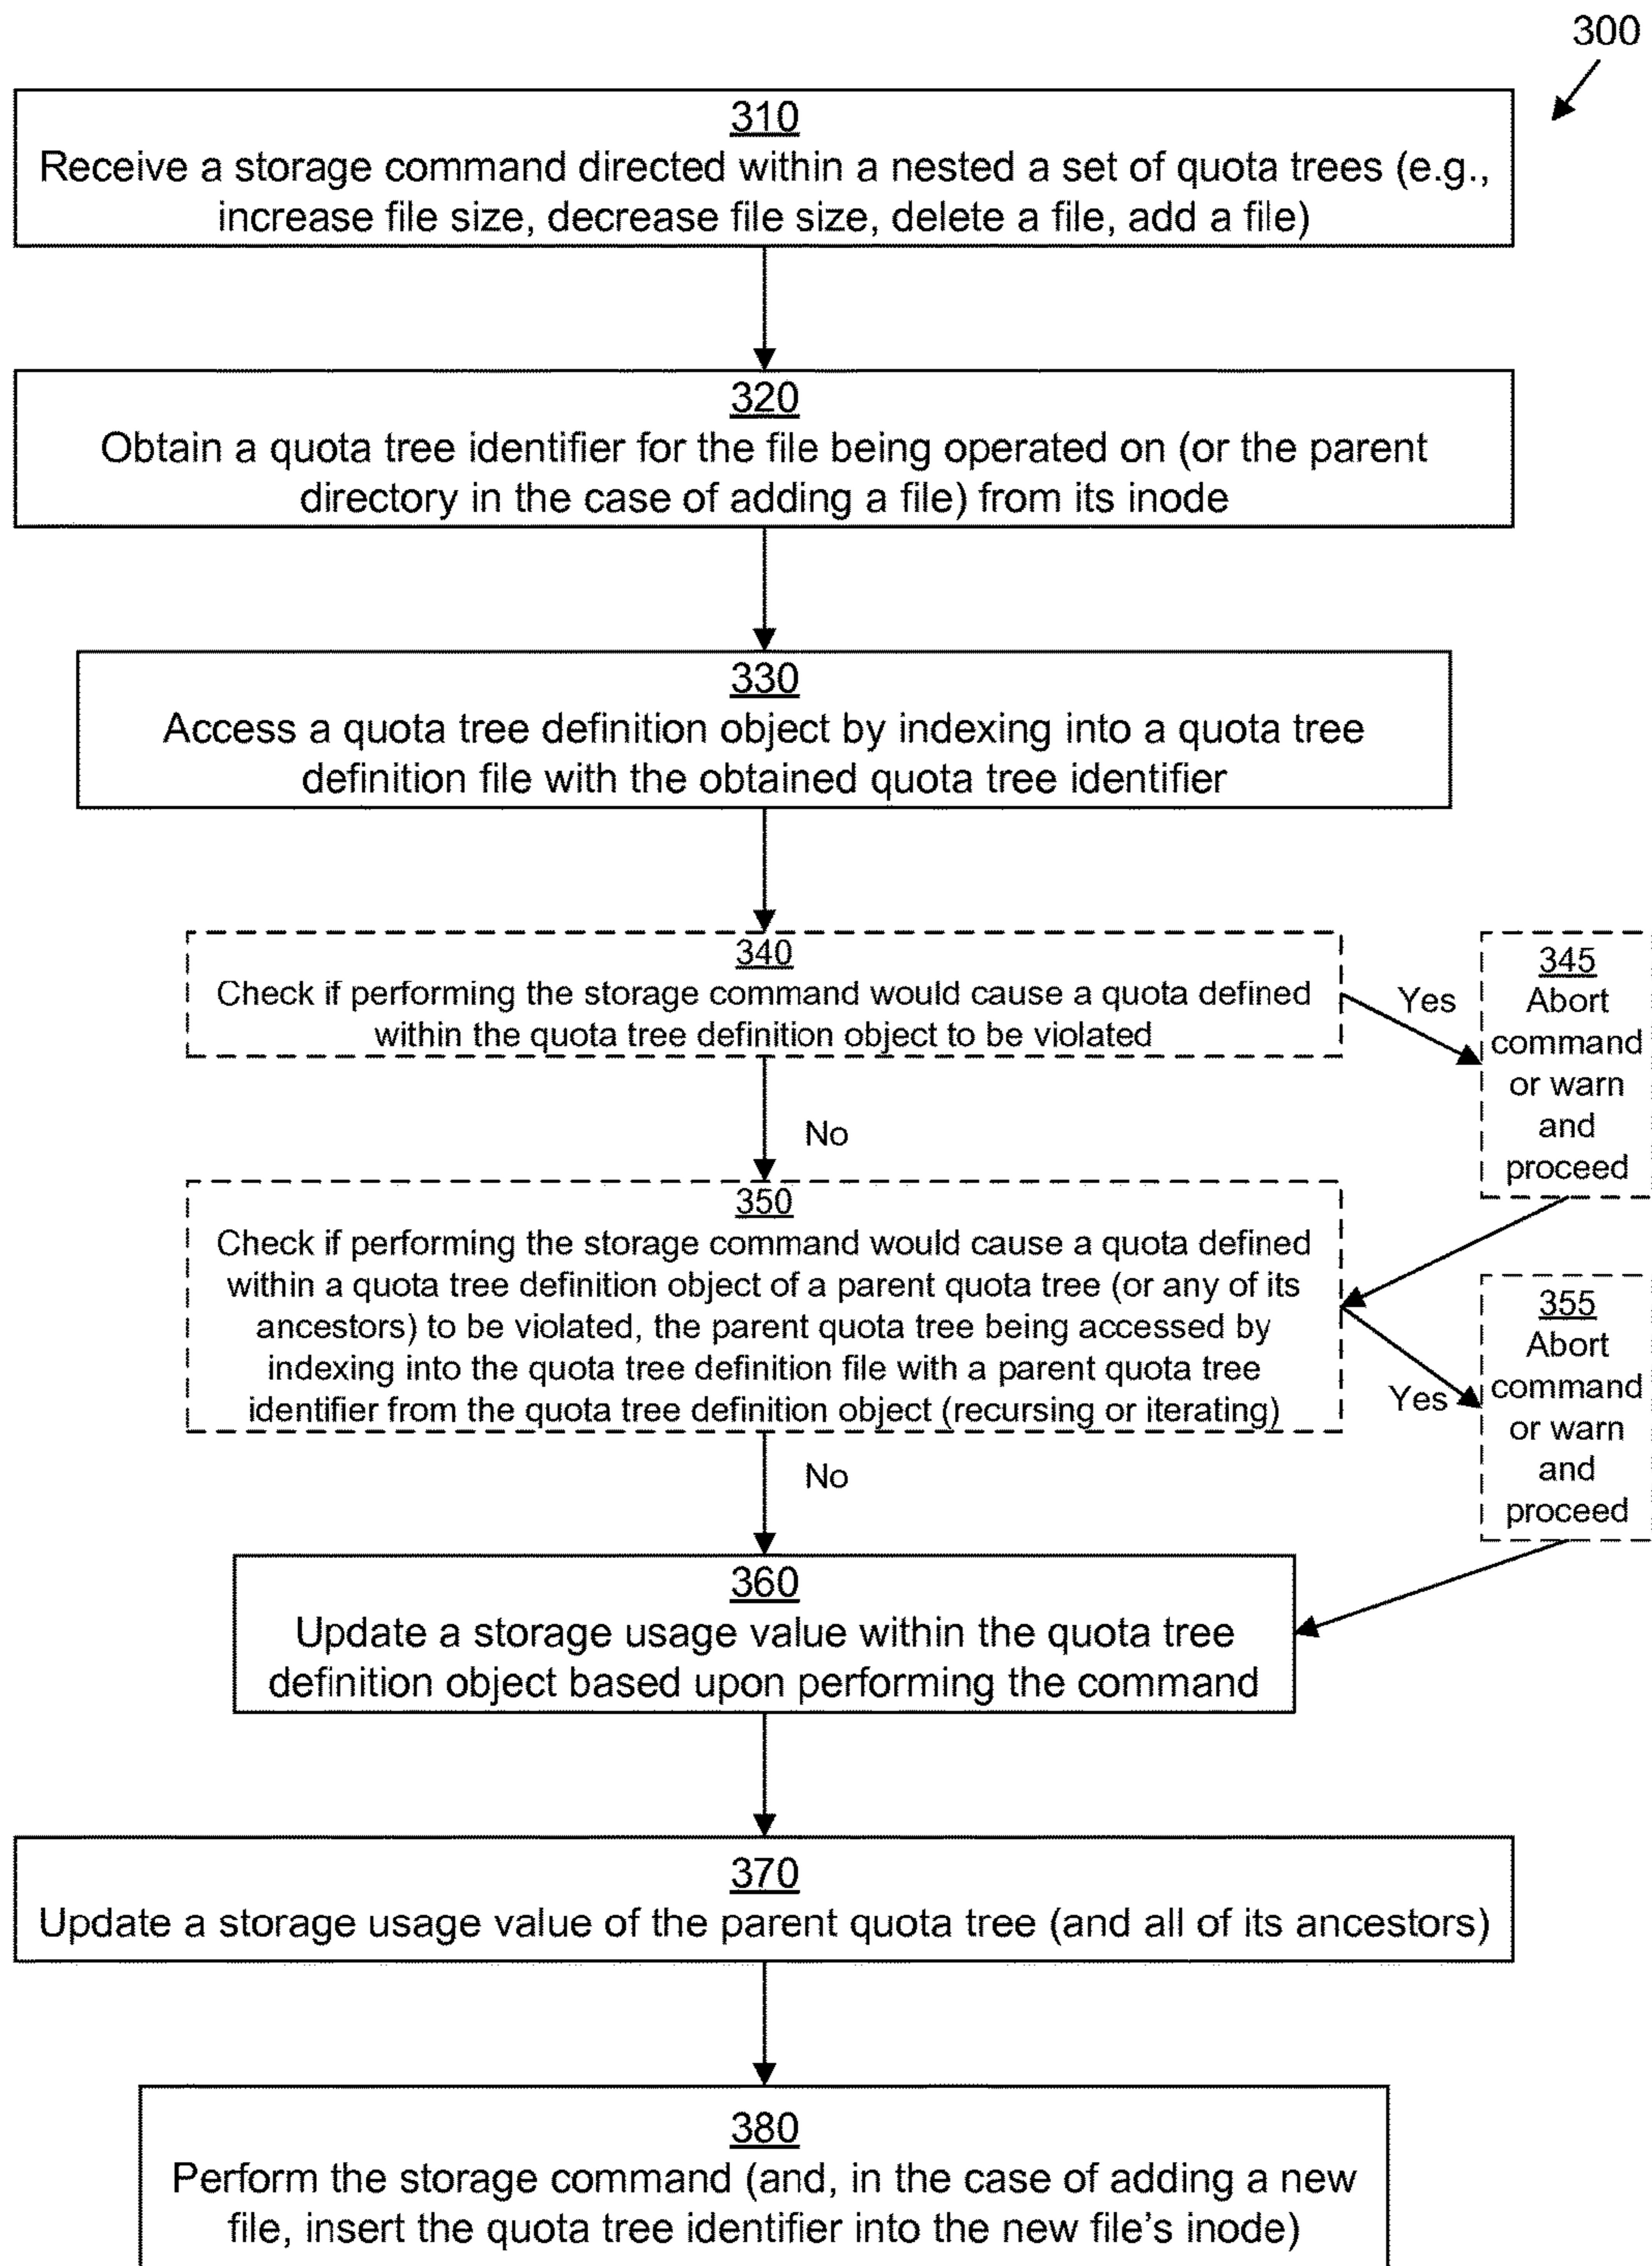 300
310
Receive a storage command directed within a nested a set of quota trees (e.g.,
increase file size, decrease file size, delete a file, add a file)
320
Obtain a quota tree identifier for the file being operated on (or the parent
directory in the case of adding a file) from its inode
330
Access a quota tree definition object by indexing into a quota tree
definition file with the obtained quota tree identifier
340
Check if performing the storage command would cause a quota defined
within the quota tree definition object to be violated
Yes
345
Abort
command
or warn
and
proceed
No
350
Check if performing the storage command would cause a quota defined
within a quota tree definition object of a parent quota tree (or any of its
ancestors) to be violated, the parent quota tree being accessed by
indexing into the quota tree definition file with a parent quota tree
identifier from the quota tree definition object (recursing or iterating)
Yes
355
Abort
command
or warn
and
proceed
No
360
Update a storage usage value within the quota tree
definition object based upon performing the command
370
Update a storage usage value of the parent quota tree (and all of its ancestors)
380
Perform the storage command (and, in the case of adding a new
file, insert the quota tree identifier into the new file's inode)